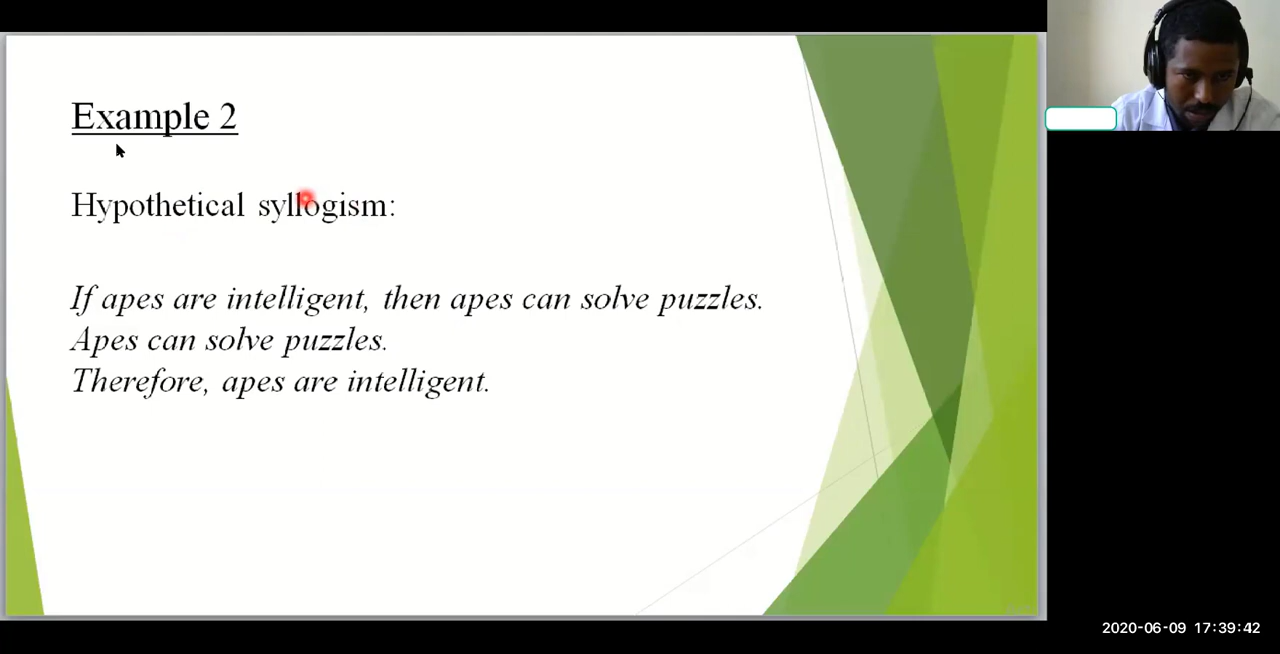 Example 2
Hypothetical syllogism:
If apes are intelligent, then apes can solve puzzles.
Apes can solve puzzles.
Therefore, apes are intelligent.
2020-06-09 17:39:42